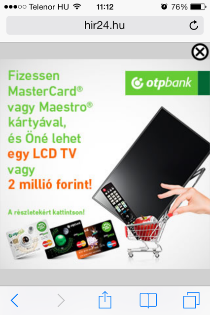 Telenor HU 11:12 76%
hir24.hu
Fizessen
MasterCard®
vagy Maestro®
kártyával,
és Öné lehet
egy LCD TV
vagy
2 millió forint!
otpbank
A részletekért kattintson!